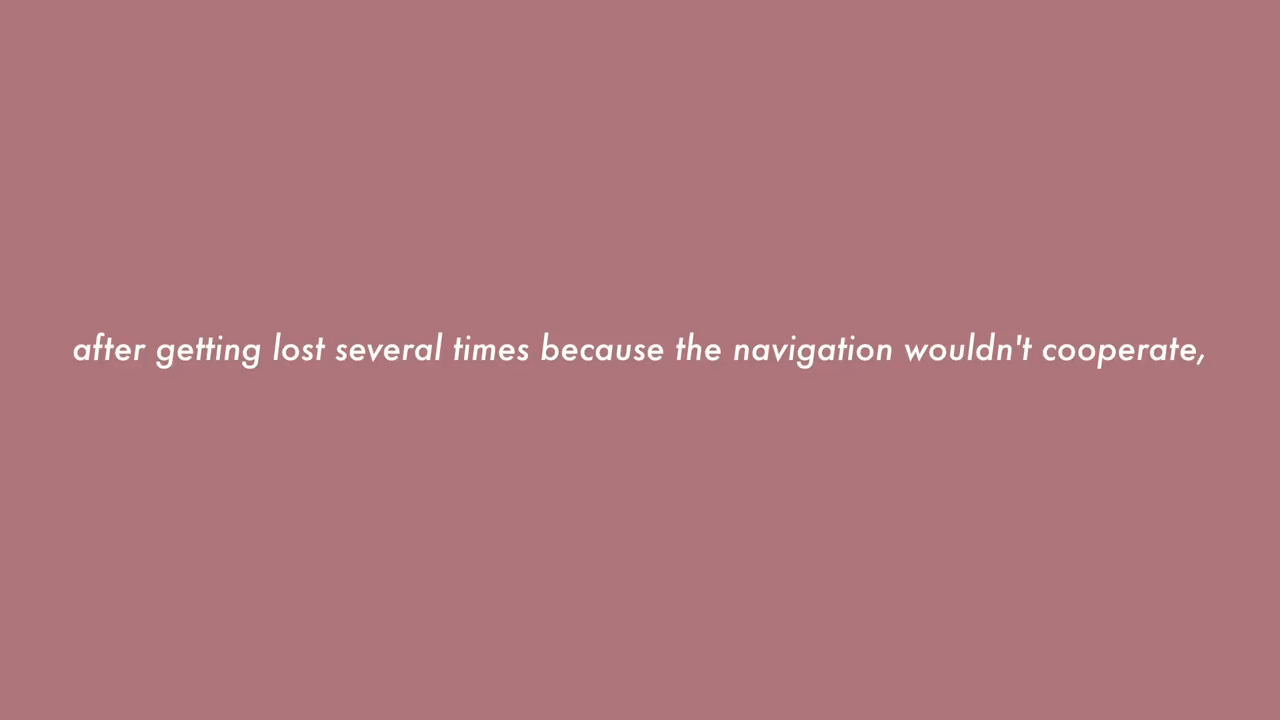 after getting lost several times because the navigation wouldn't cooperate,